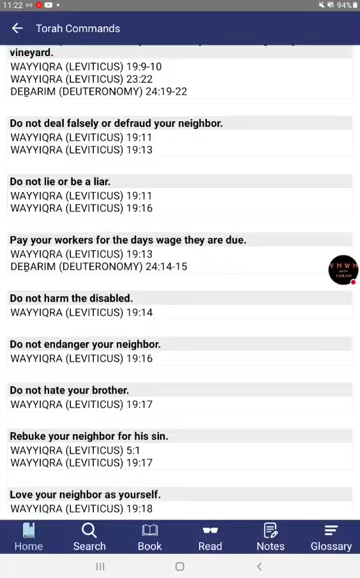 11:22
94%
Torah Commands
vineyard.
WAYYIQRA (LEVITICUS) 19:9-10
WAYYIQRA (LEVITICUS) 23:22
DEḆARIM (DEUTERONOMY) 24:19-22
Do not deal falsely or defraud your neighbor.
WAYYIQRA (LEVITICUS) 19:11
WAYYIQRA (LEVITICUS) 19:13
Do not lie or be a liar.
WAYYIQRA (LEVITICUS) 19:11
WAYYIQRA (LEVITICUS) 19:16
Pay your workers for the days wage they are due.
WAYYIQRA (LEVITICUS) 19:13
DEḆARIM (DEUTERONOMY) 24:14-15
Do not harm the disabled.
WAYYIQRA (LEVITICUS) 19:14
Do not endanger your neighbor.
WAYYIQRA (LEVITICUS) 19:16
Do not hate your brother.
WAYYIQRA (LEVITICUS) 19:17
Rebuke your neighbor for his sin.
WAYYIQRA (LEVITICUS) 5:1
WAYYIQRA (LEVITICUS) 19:17
Love your neighbor as yourself.
WAYYIQRA (LEVITICUS) 19:18
Home Search Book Read Notes Glossary